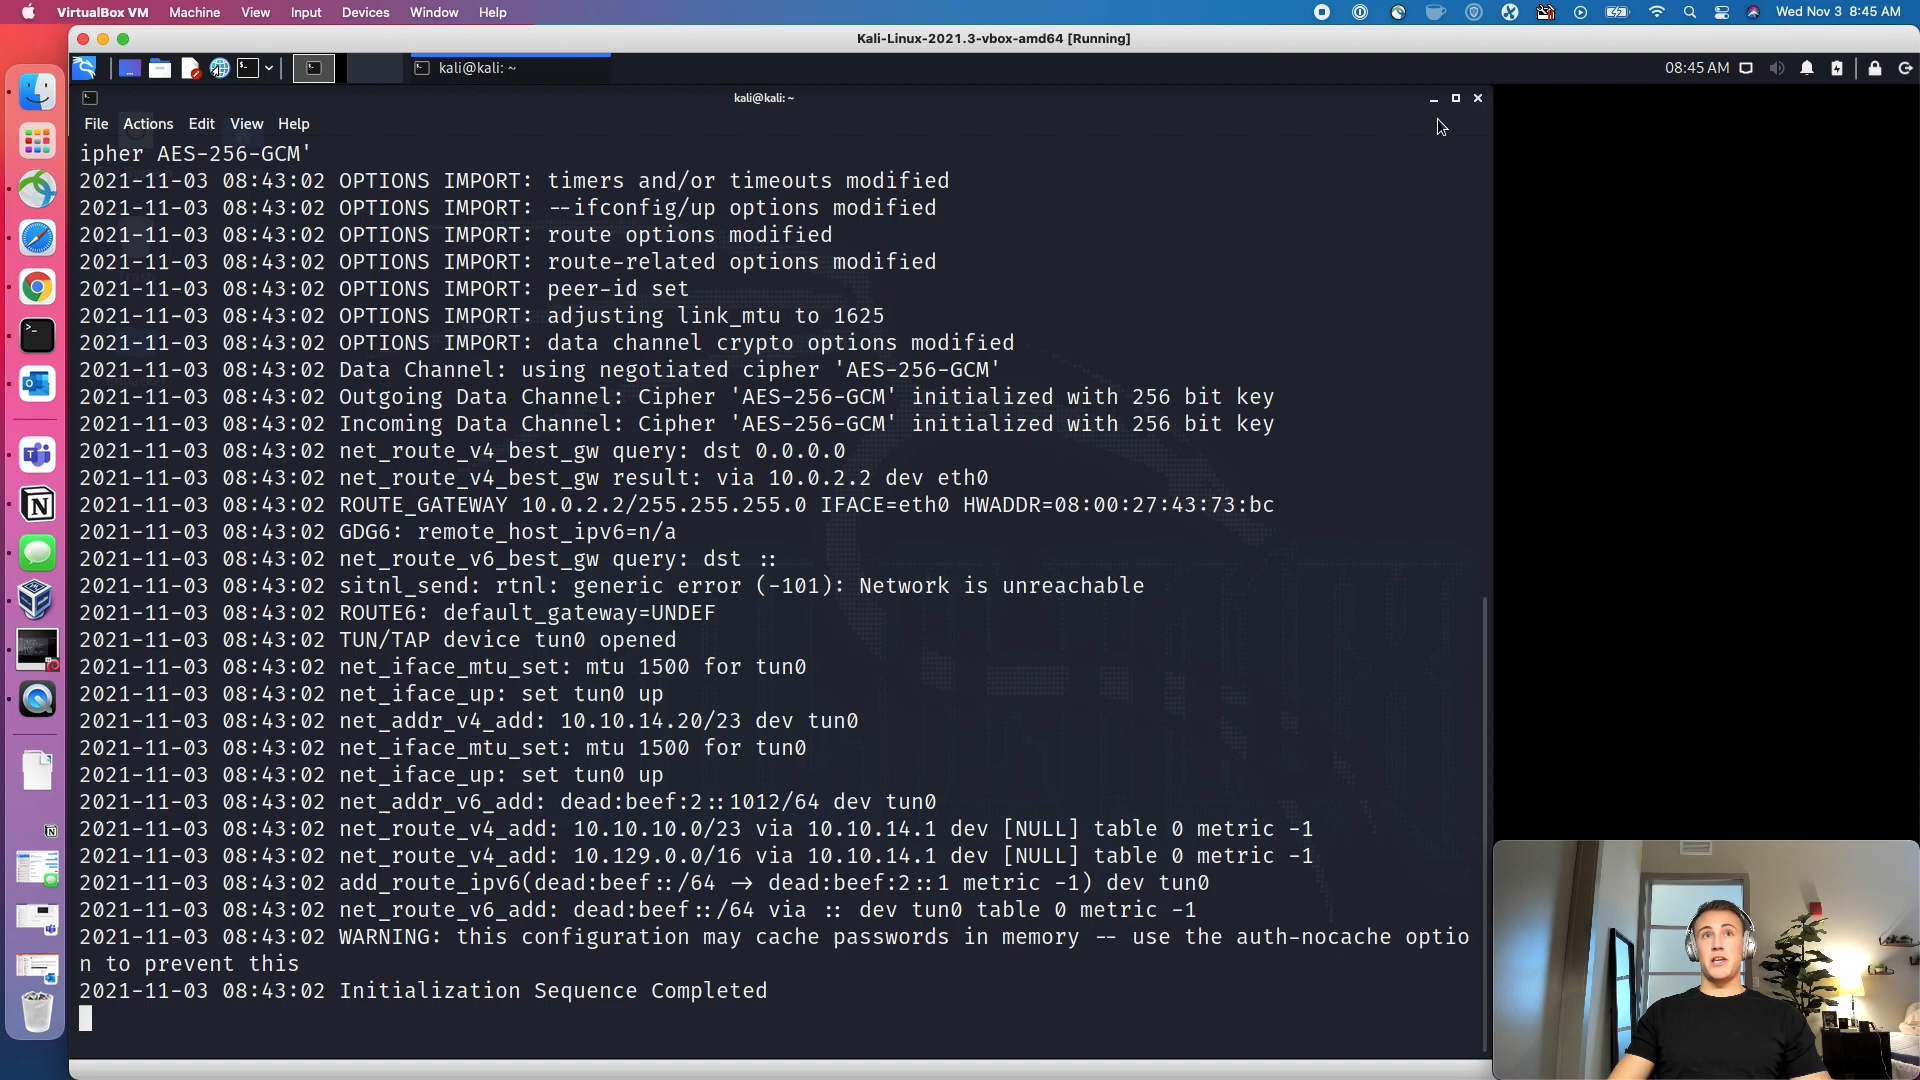 VirtualBox VM Machine View Input Devices Window Help Wed Nov 3 8:45 AM
Kali-Linux-2021.3-vbox-amd64 [Running]
kali@kali: ~ 08:45 AM
kali@kali: ~
File Actions Edit View Help
ipher AES-256-GCM'
2021-11-03 08:43:02 OPTIONS IMPORT: timers and/or timeouts modified
2021-11-03 08:43:02 OPTIONS IMPORT: --ifconfig/up options modified
2021-11-03 08:43:02 OPTIONS IMPORT: route options modified
2021-11-03 08:43:02 OPTIONS IMPORT: route-related options modified
2021-11-03 08:43:02 OPTIONS IMPORT: peer-id set
2021-11-03 08:43:02 OPTIONS IMPORT: adjusting link_mtu to 1625
2021-11-03 08:43:02 OPTIONS IMPORT: data channel crypto options modified
2021-11-03 08:43:02 Data Channel: using negotiated cipher 'AES-256-GCM'
2021-11-03 08:43:02 Outgoing Data Channel: Cipher 'AES-256-GCM' initialized with 256 bit key
2021-11-03 08:43:02 Incoming Data Channel: Cipher 'AES-256-GCM' initialized with 256 bit key
2021-11-03 08:43:02 net_route_v4_best_gw query: dst 0.0.0.0
2021-11-03 08:43:02 net_route_v4_best_gw result: via 10.0.2.2 dev eth0
2021-11-03 08:43:02 ROUTE_GATEWAY 10.0.2.2/255.255.255.0 IFACE=eth0 HWADDR=08:00:27:43:73:bc
2021-11-03 08:43:02 GDG6: remote_host_ipv6=n/a
2021-11-03 08:43:02 net_route_v6_best_gw query: dst ::
2021-11-03 08:43:02 sitnl_send: rtnl: generic error (-101): Network is unreachable
2021-11-03 08:43:02 ROUTE6: default_gateway=UNDEF
2021-11-03 08:43:02 TUN/TAP device tun0 opened
2021-11-03 08:43:02 net_iface_mtu_set: mtu 1500 for tun0
2021-11-03 08:43:02 net_iface_up: set tun0 up
2021-11-03 08:43:02 net_addr_v4_add: 10.10.14.20/23 dev tun0
2021-11-03 08:43:02 net_iface_mtu_set: mtu 1500 for tun0
2021-11-03 08:43:02 net_iface_up: set tun0 up
2021-11-03 08:43:02 net_addr_v6_add: dead:beef:2::1012/64 dev tun0
2021-11-03 08:43:02 net_route_v4_add: 10.10.10.0/23 via 10.10.14.1 dev [NULL] table 0 metric -1
2021-11-03 08:43:02 net_route_v4_add: 10.129.0.0/16 via 10.10.14.1 dev [NULL] table 0 metric -1
2021-11-03 08:43:02 add_route_ipv6(dead:beef::/64 → dead:beef:2::1 metric -1) dev tun0
2021-11-03 08:43:02 net_route_v6_add: dead:beef::/64 via :: dev tun0 table 0 metric -1
2021-11-03 08:43:02 WARNING: this configuration may cache passwords in memory -- use the auth-nocache optio
n to prevent this
2021-11-03 08:43:02 Initialization Sequence Completed